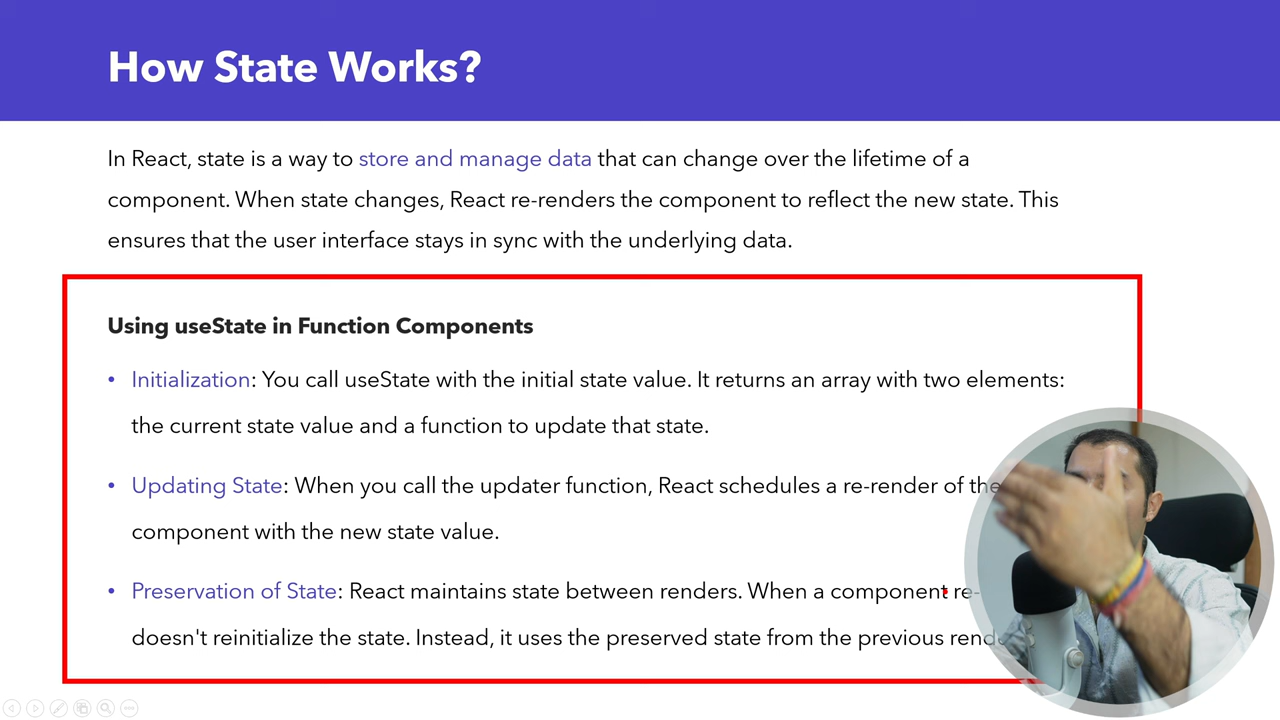 How State Works?
In React, state is a way to store and manage data that can change over the lifetime of a
component. When state changes, React re-renders the component to reflect the new state. This
ensures that the user interface stays in sync with the underlying data.
Using useState in Function Components
• Initialization: You call useState with the initial state value. It returns an array with two elements:
the current state value and a function to update that state.
• Updating State: When you call the updater function, React schedules a re-render of the
component with the new state value.
• Preservation of State: React maintains state between renders. When a component re-
doesn't reinitialize the state. Instead, it uses the preserved state from the previous